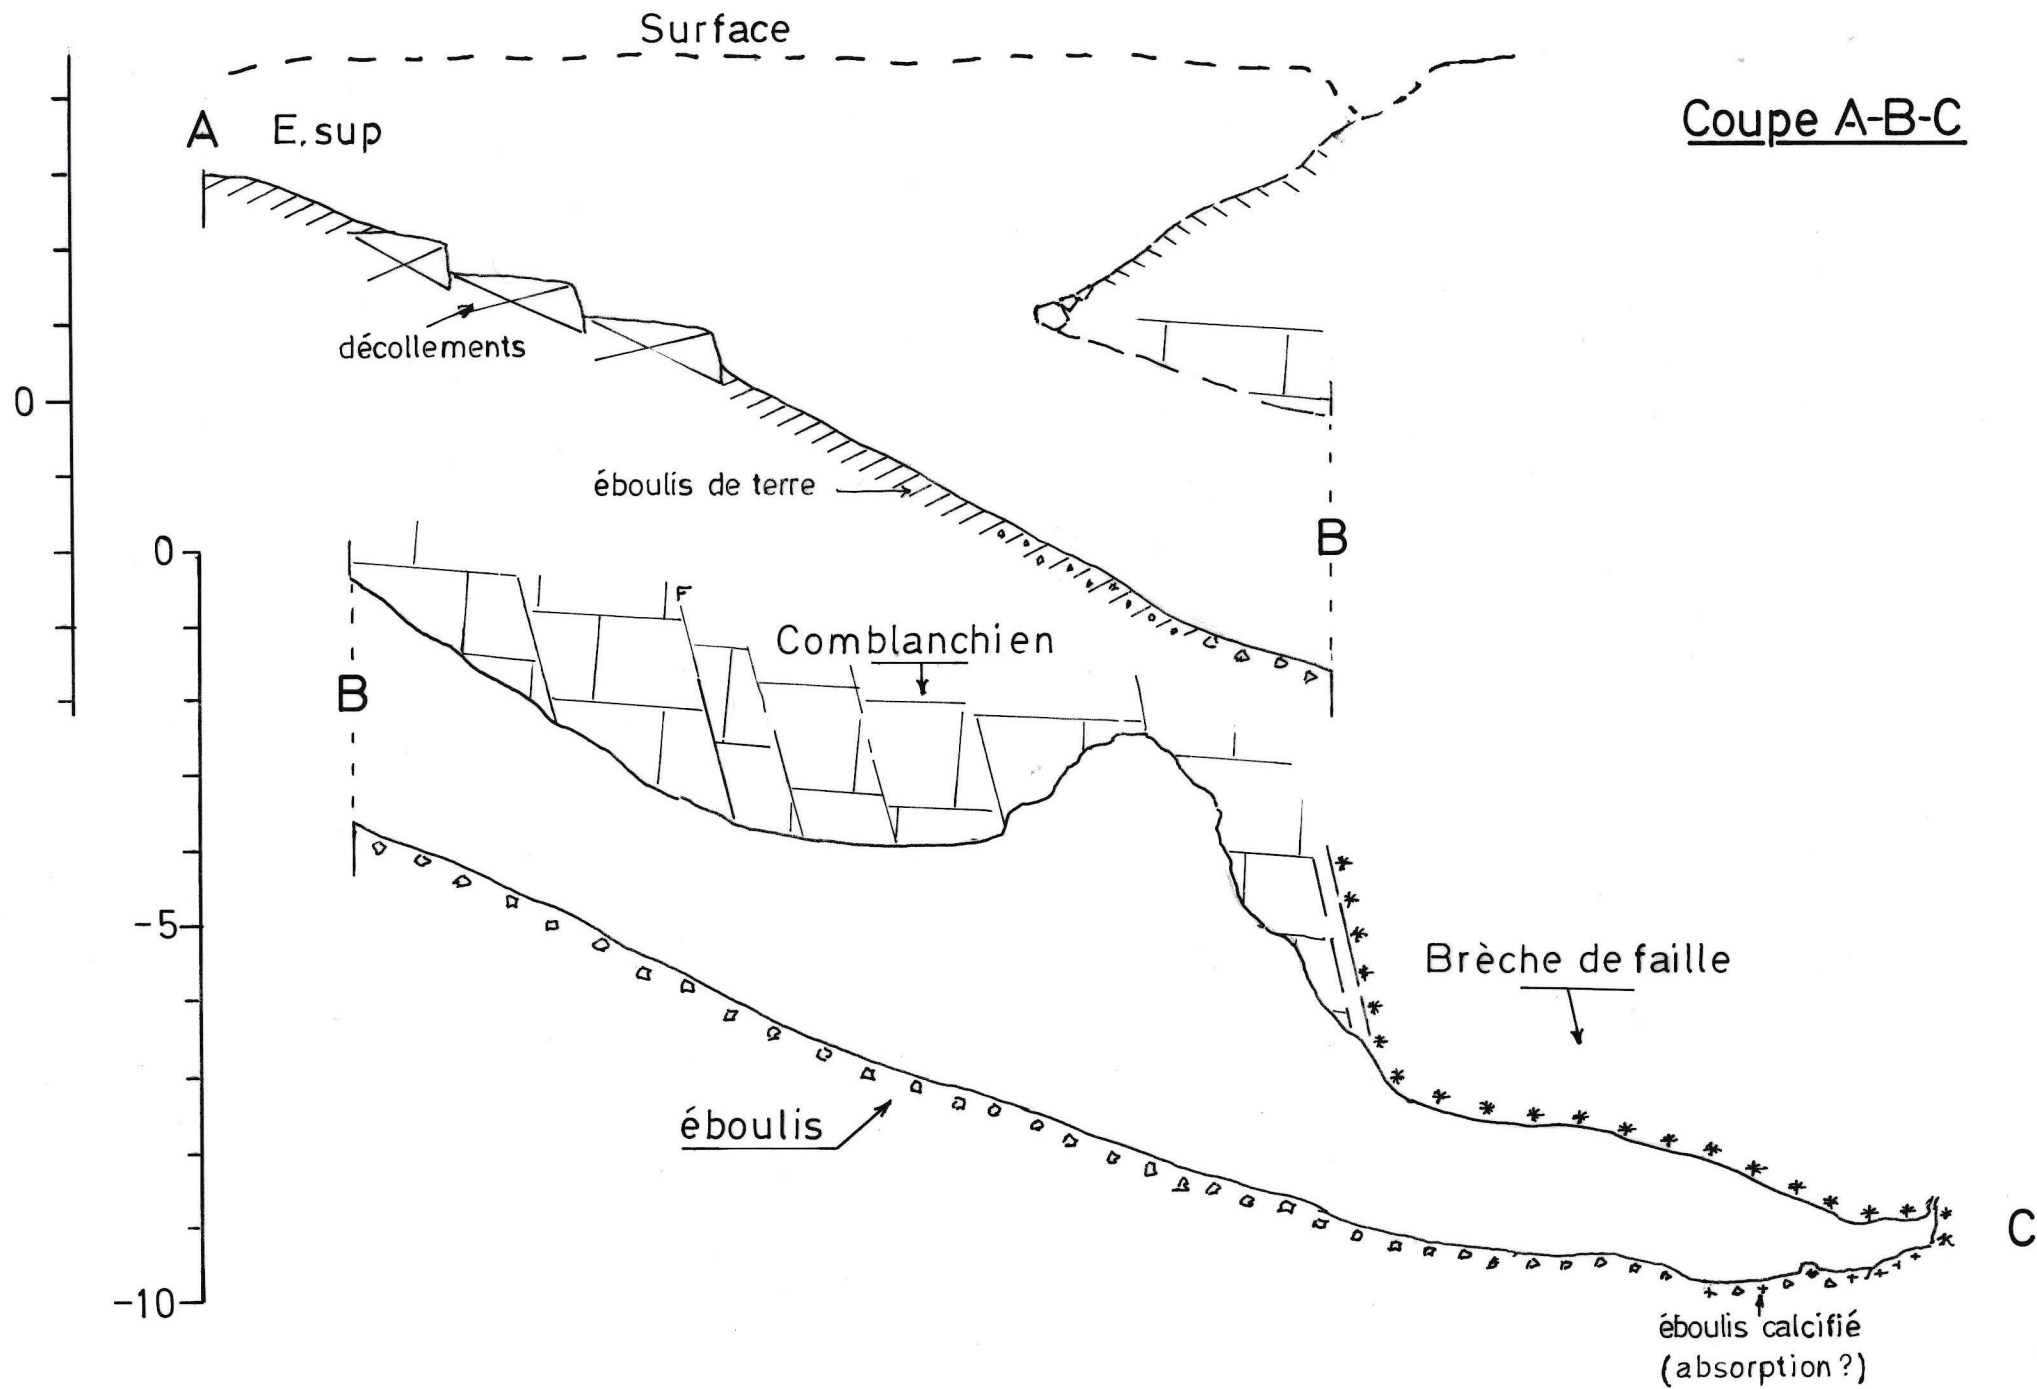 Surface
A E, sup
Coupe A-B-C
décollements
0
éboulis de terre
B
0
F
Comblanchien
B
-5
Brèche de faille
éboulis
C
-10
éboulis calcifié
(absorption ?)